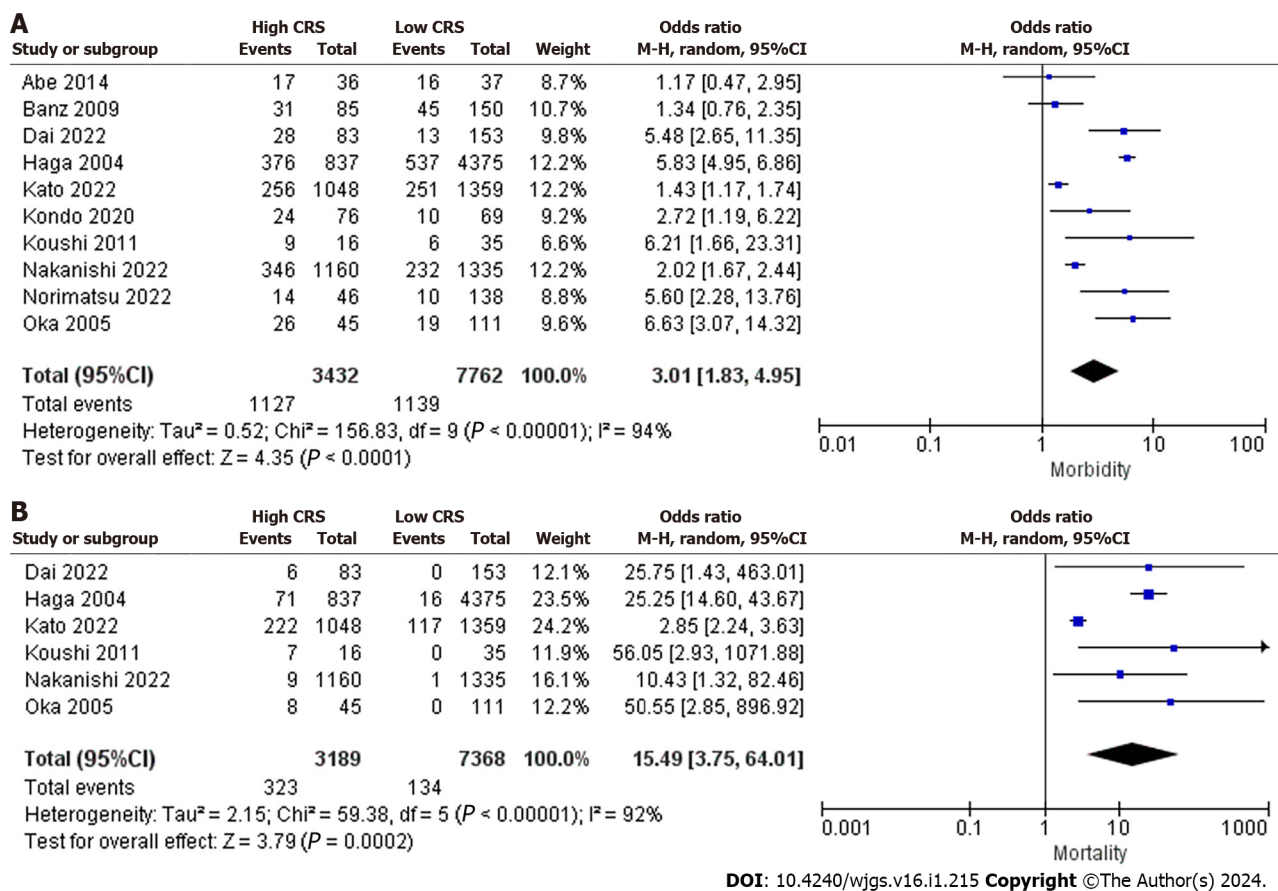 A
High CRS Low CRS Odds ratio Odds ratio
Study or subgroup Events Total Events Total Weight M-H, random, 95%CI M-H, random, 95%CI
Abe 2014 17 36 16 37 8.7% 1.17 [0.47, 2.95]
Banz 2009 31 85 45 150 10.7% 1.34 [0.76, 2.35]
Dai 2022 28 83 13 153 9.8% 5.48 [2.65, 11.35]
Haga 2004 376 837 537 4375 12.2% 5.83 [4.95, 6.86]
Kato 2022 256 1048 251 1359 12.2% 1.43 [1.17, 1.74]
Kondo 2020 24 76 10 69 9.2% 2.72 [1.19, 6.22]
Koushi 2011 9 16 6 35 6.6% 6.21 [1.66, 23.31]
Nakanishi 2022 346 1160 232 1335 12.2% 2.02 [1.67, 2.44]
Norimatsu 2022 14 46 10 138 8.8% 5.60 [2.28, 13.76]
Oka 2005 26 45 19 111 9.6% 6.63 [3.07, 14.32]
Total (95%CI) 3432 7762 100.0% 3.01 [1.83, 4.95]
Total events 1127 1139
Heterogeneity: Tau² = 0.52; Chi² = 156.83, df = 9 (P < 0.00001); I² = 94%
Test for overall effect: Z = 4.35 (P < 0.0001)
0.01 0.1 1 10 100
Morbidity
B
High CRS Low CRS Odds ratio Odds ratio
Study or subgroup Events Total Events Total Weight M-H, random, 95%CI M-H, random, 95%CI
Dai 2022 6 83 0 153 12.1% 25.75 [1.43, 463.01]
Haga 2004 71 837 16 4375 23.5% 25.25 [14.60, 43.67]
Kato 2022 222 1048 117 1359 24.2% 2.85 [2.24, 3.63]
Koushi 2011 7 16 0 35 11.9% 56.05 [2.93, 1071.88]
Nakanishi 2022 9 1160 1 1335 16.1% 10.43 [1.32, 82.46]
Oka 2005 8 45 0 111 12.2% 50.55 [2.85, 896.92]
Total (95%CI) 3189 7368 100.0% 15.49 [3.75, 64.01]
Total events 323 134
Heterogeneity: Tau² = 2.15; Chi² = 59.38, df = 5 (P < 0.00001); I² = 92%
Test for overall effect: Z = 3.79 (P = 0.0002)
0.001 0.1 1 10 1000
Mortality
DOI: 10.4240/wjgs.v16.i1.215 Copyright ©The Author(s) 2024.